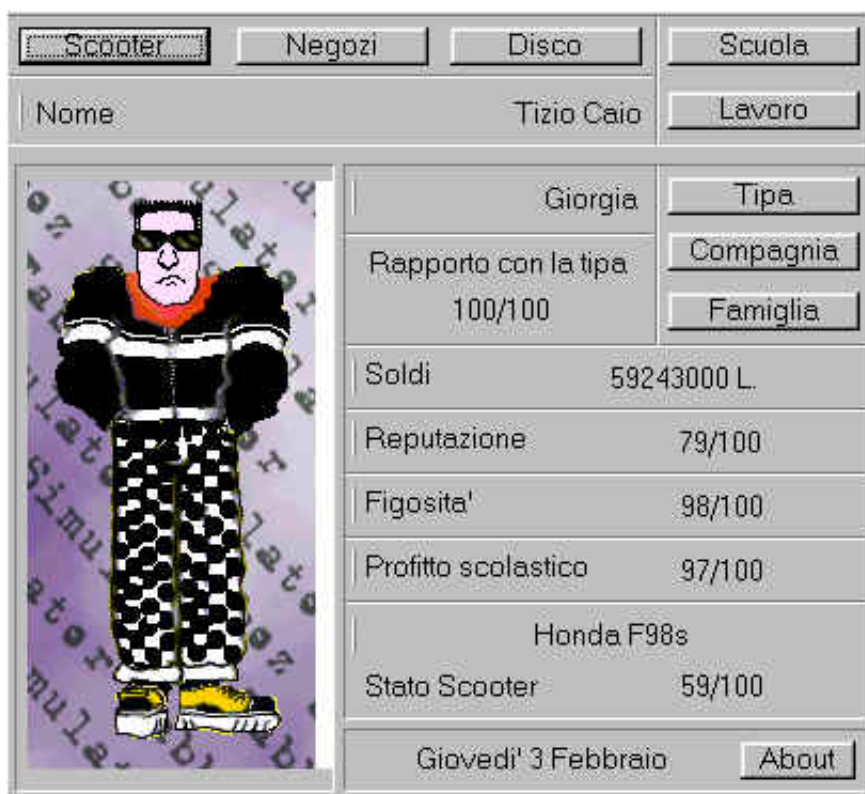 Scooter Negozi Disco Scuola
Nome Tizio Caio Lavoro
Giorgia Tipa
Rapporto con la tipa Compagnia
100/100 Famiglia
Soldi 59243000 L.
Reputazione 79/100
Figosita' 98/100
Profitto scolastico 97/100
Honda F98s
Stato Scooter 59/100
Giovedi' 3 Febbraio About